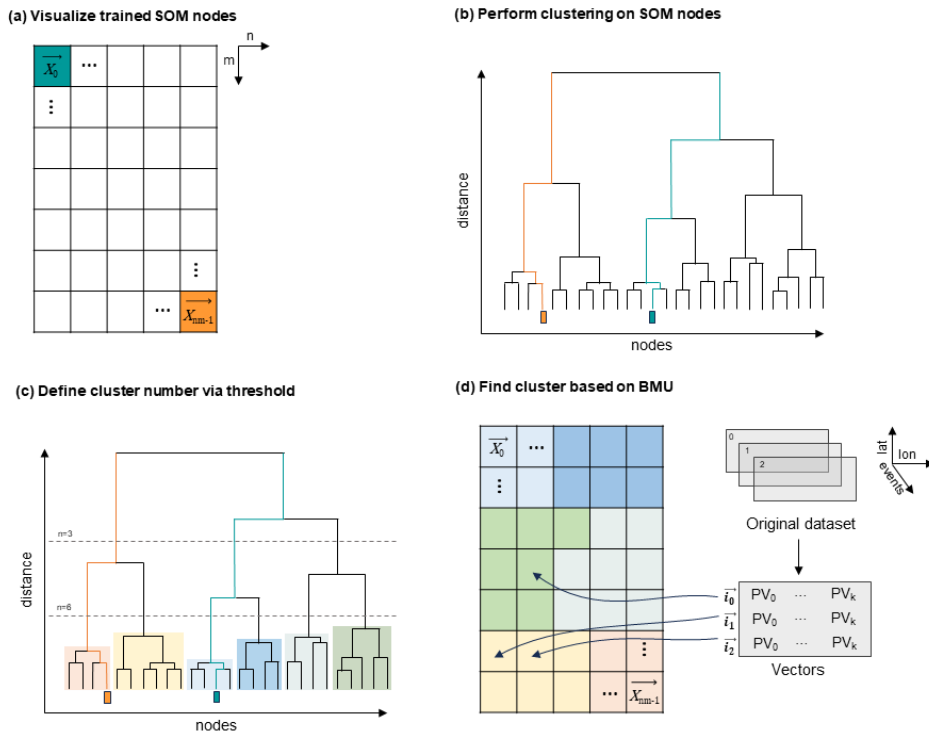 (a) Visualize trained SOM nodes
n
m
X₀ ⋯
⋮
⋮
⋯ Xnm-1
(b) Perform clustering on SOM nodes
distance
nodes
(c) Define cluster number via threshold
distance
n=3
n=6
nodes
(d) Find cluster based on BMU
X₀ ⋯
⋮
⋮
⋯ Xnm-1
0
1
2
lat
lon
events
Original dataset
i₀ PV₀ ⋯ PVₖ
i₁ PV₀ ⋯ PVₖ
i₂ PV₀ ⋯ PVₖ
Vectors